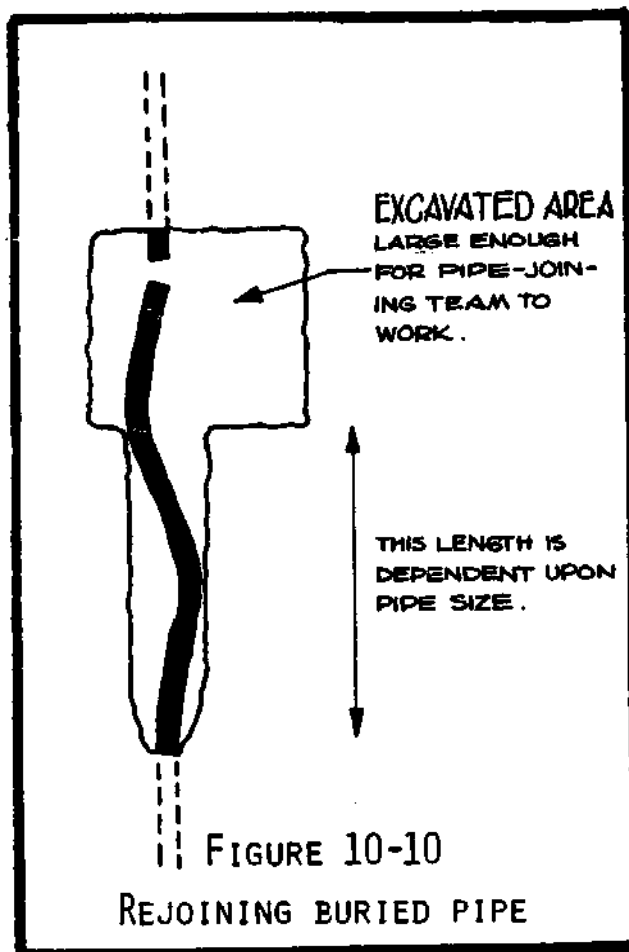 EXCAVATED AREA
LARGE ENOUGH
FOR PIPE-JOIN-
ING TEAM TO
WORK.
THIS LENGTH IS
DEPENDENT UPON
PIPE SIZE.
FIGURE 10-10
REJOINING BURIED PIPE